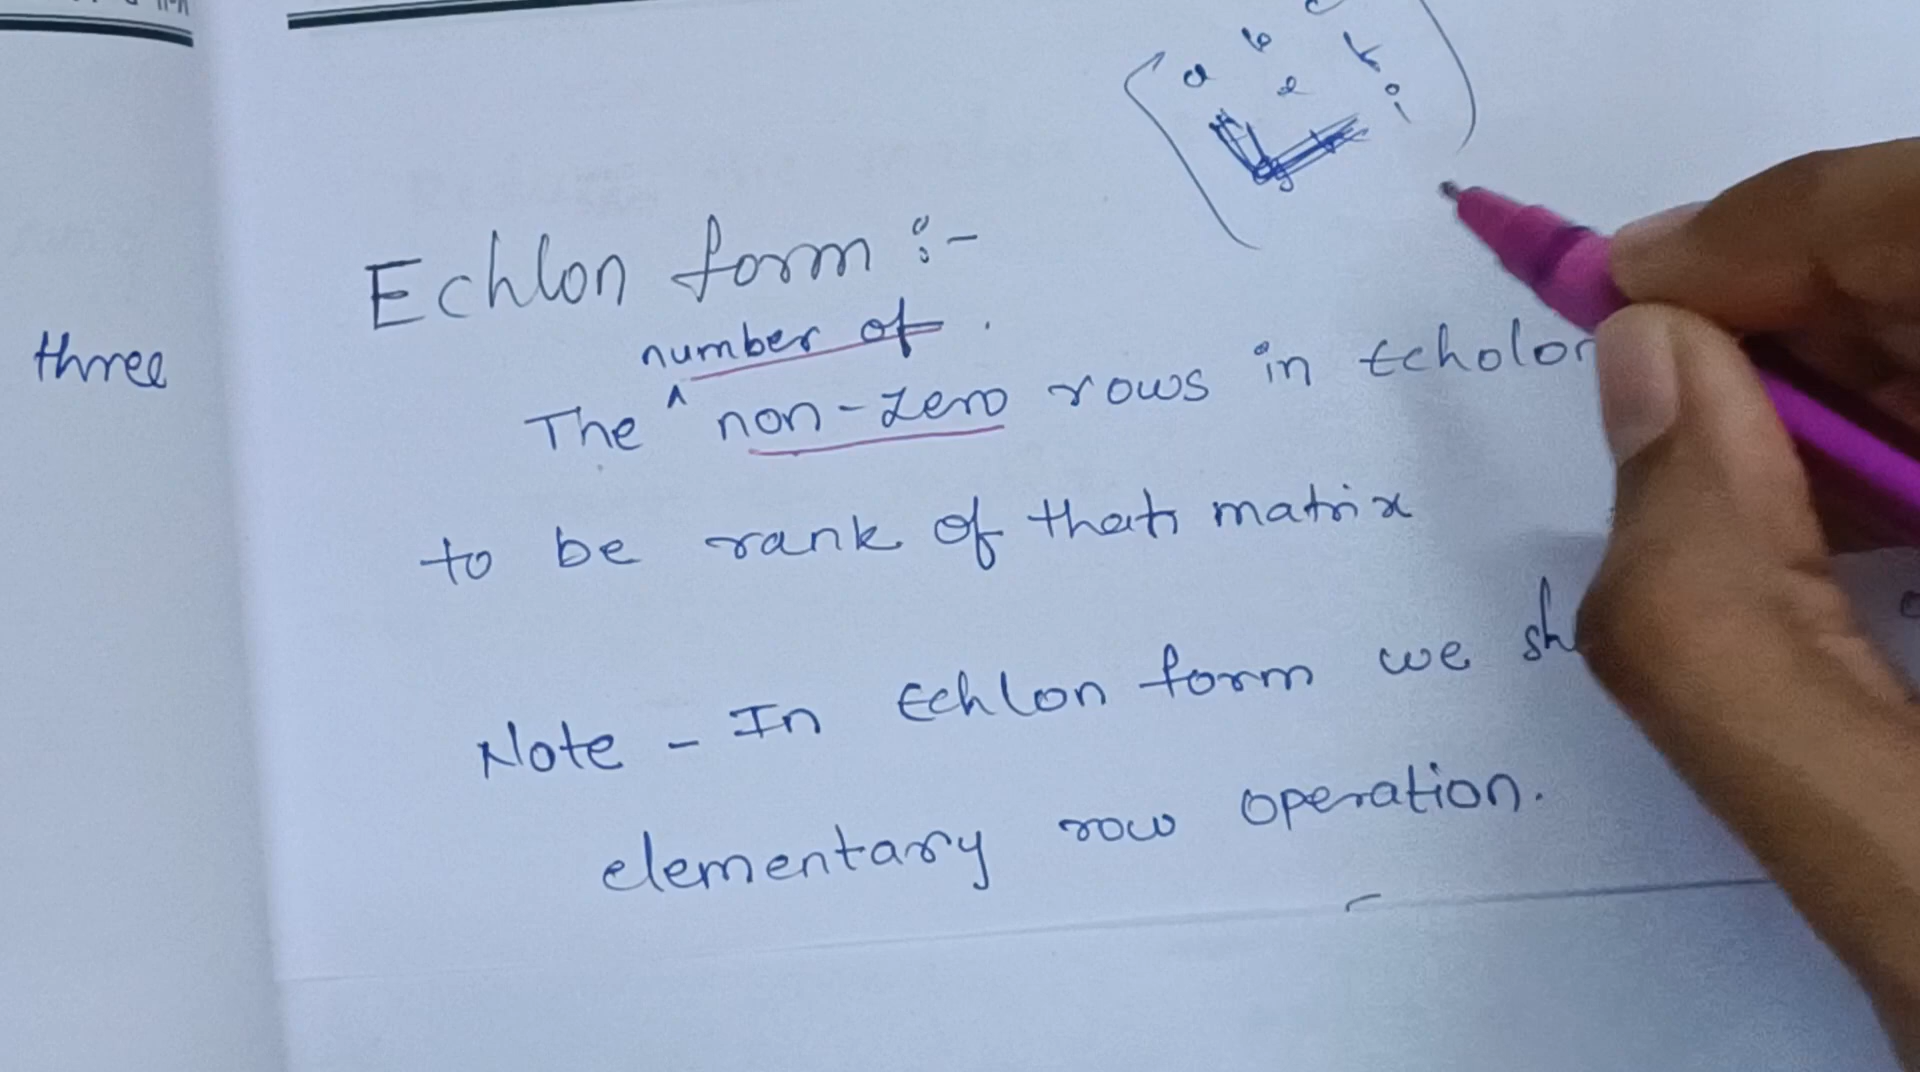 three
Echlon form :-
number of
The ^ non-zero rows in
to be rank of that matrix
Note - In Echlon form we
elementary row operation.